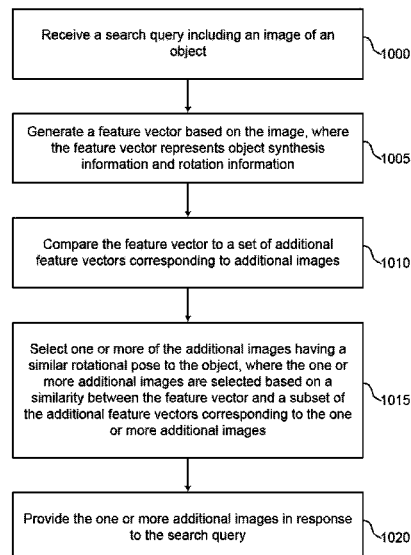 Receive a search query including an image of an
object
1000
Generate a feature vector based on the image, where
the feature vector represents object synthesis
information and rotation information
1005
Compare the feature vector to a set of additional
feature vectors corresponding to additional images
1010
Select one or more of the additional images having a
similar rotational pose to the object, where the one or
more additional images are selected based on a
similarity between the feature vector and a subset of
the additional feature vectors corresponding to the one
or more additional images
1015
Provide the one or more additional images in response
to the search query
1020